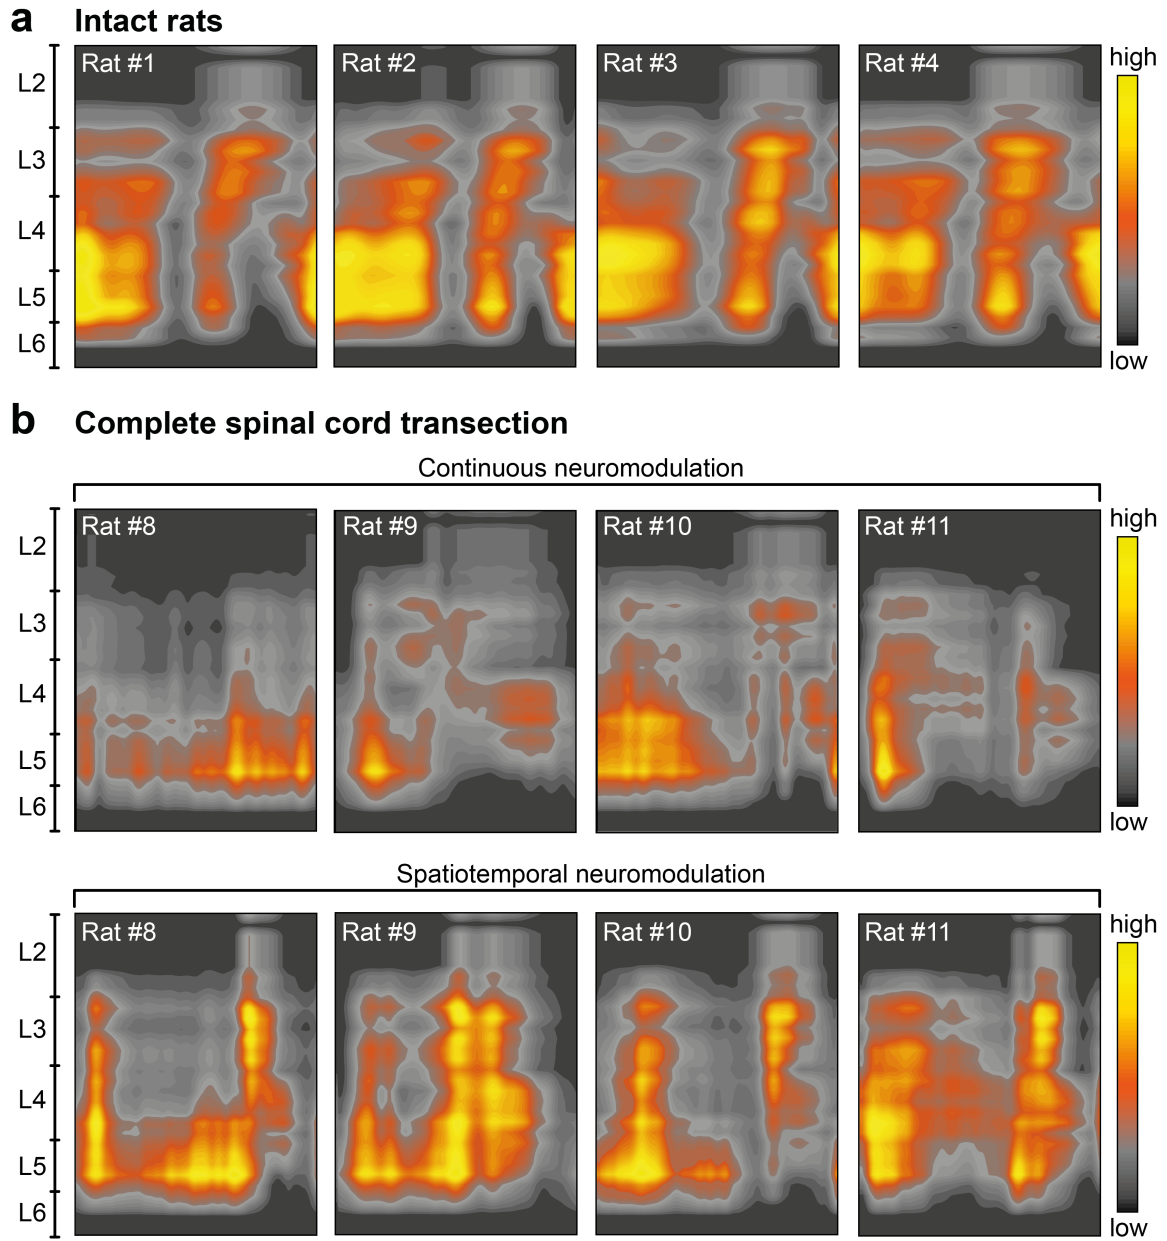 a Intact rats
Rat #1 Rat #2 Rat #3 Rat #4 high
L2
L3
L4
L5
L6
low
b Complete spinal cord transection
Continuous neuromodulation
Rat #8 Rat #9 Rat #10 Rat #11 high
L2
L3
L4
L5
L6
low
Spatiotemporal neuromodulation
Rat #8 Rat #9 Rat #10 Rat #11 high
L2
L3
L4
L5
L6
low